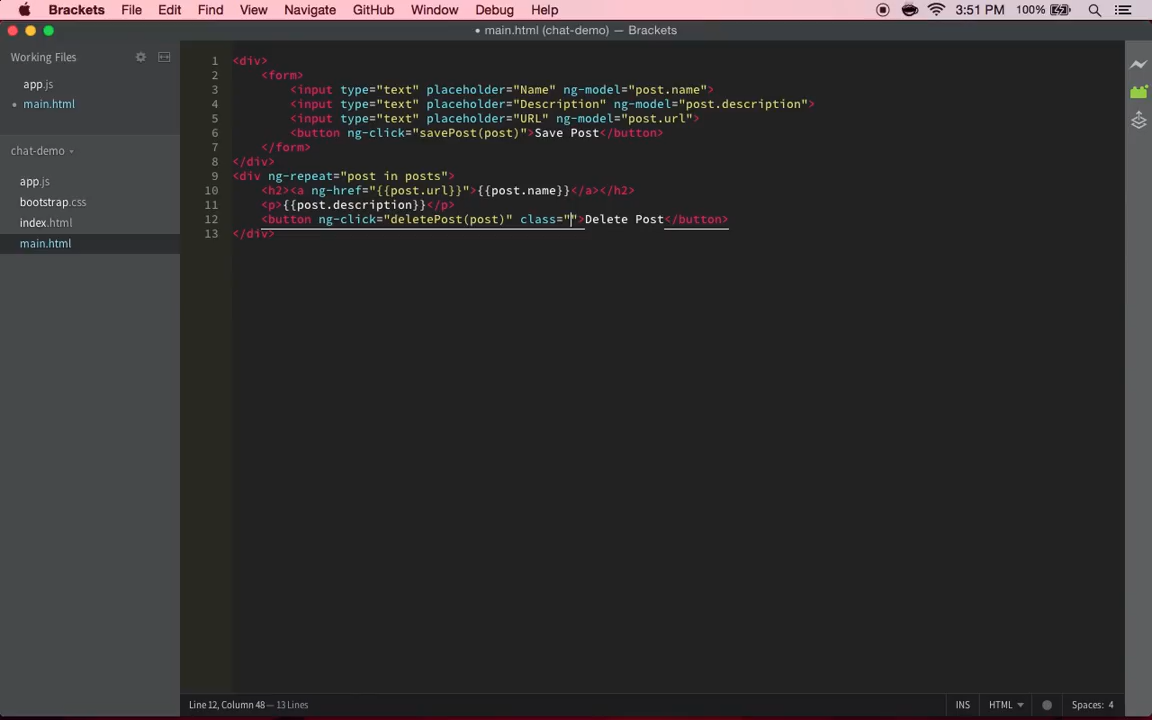 Brackets File Edit Find View Navigate GitHub Window Debug Help 3:51 PM 100%
• main.html (chat-demo) — Brackets
Working Files
app.js
• main.html
chat-demo
app.js
bootstrap.css
index.html
main.html
1 <div>
2 <form>
3 <input type="text" placeholder="Name" ng-model="post.name">
4 <input type="text" placeholder="Description" ng-model="post.description">
5 <input type="text" placeholder="URL" ng-model="post.url">
6 <button ng-click="savePost(post)">Save Post</button>
7 </form>
8 </div>
9 <div ng-repeat="post in posts">
10 <h2><a ng-href="{{post.url}}">{{post.name}}</a></h2>
11 <p>{{post.description}}</p>
12 <button ng-click="deletePost(post)" class="">Delete Post</button>
13 </div>
Line 12, Column 48 — 13 Lines INS HTML Spaces: 4